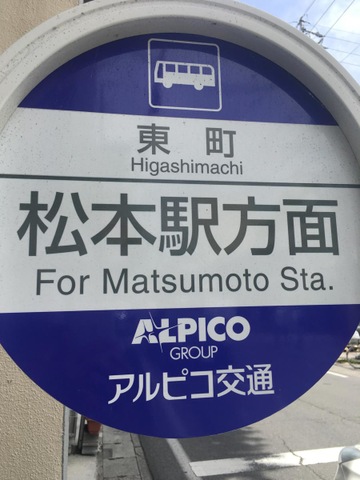 東町
Higashimachi
松本駅方面
For Matsumoto Sta.
ALPICO
GROUP
アルピコ交通